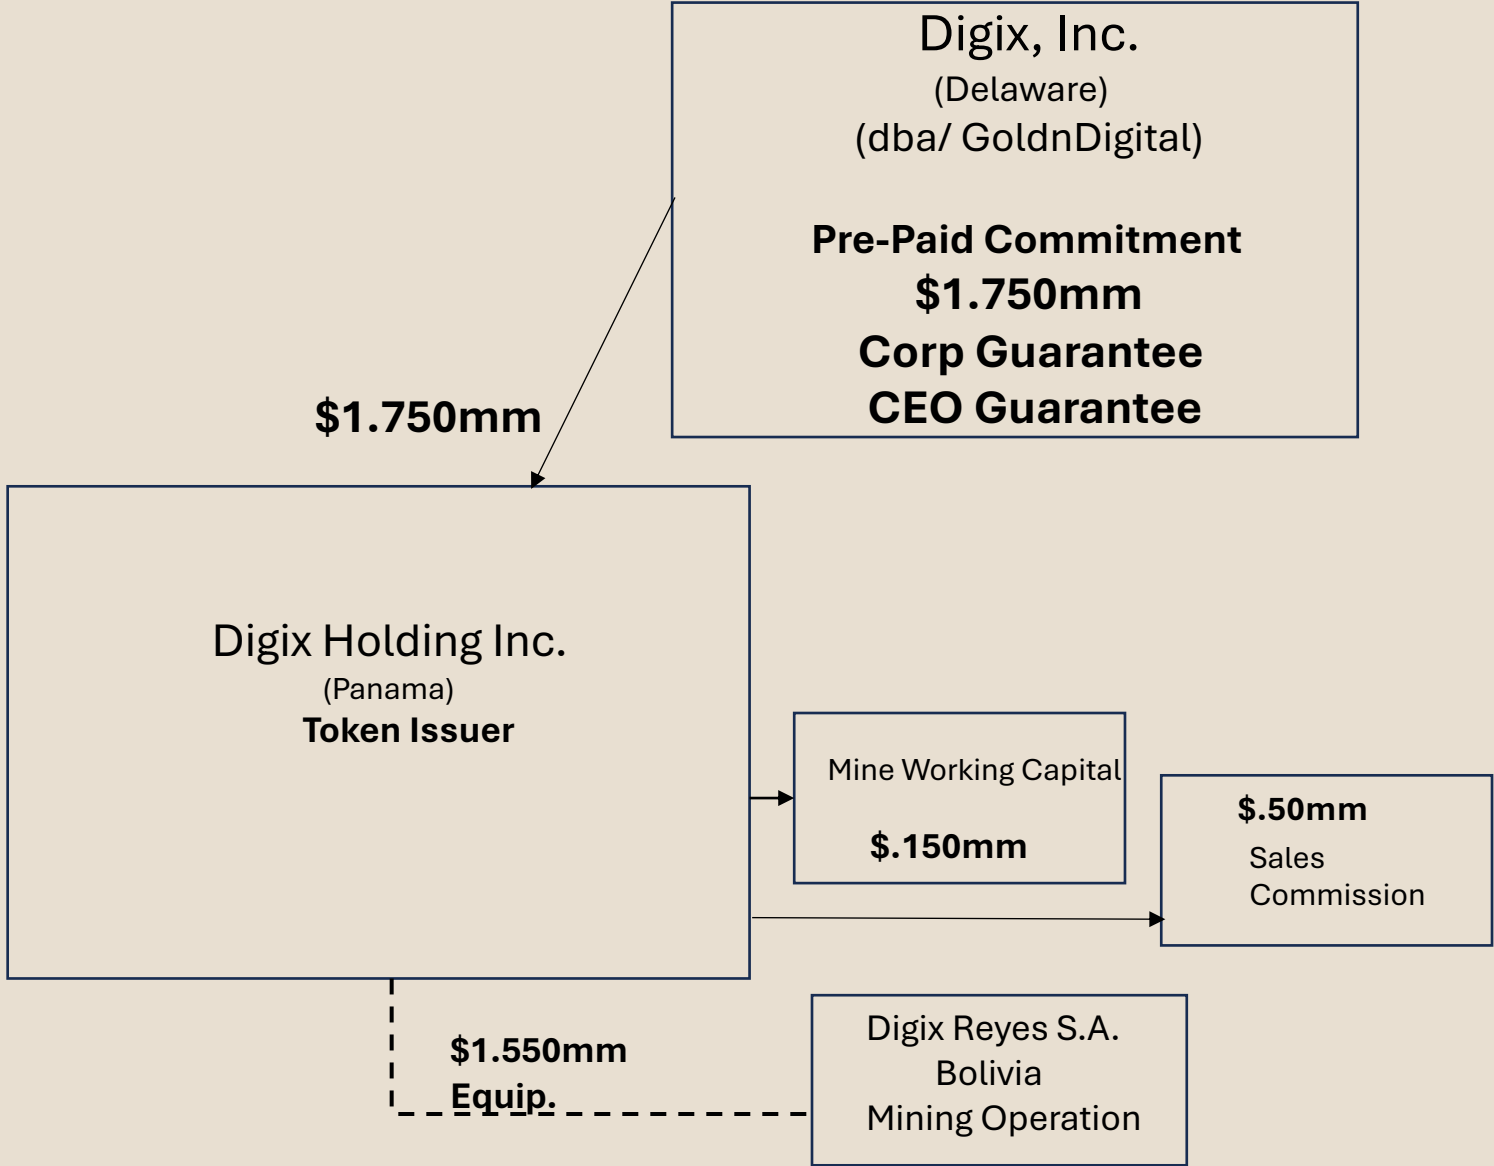 Digix, Inc.
(Delaware)
(dba/ GoldnDigital)
Pre-Paid Commitment
$1.750mm
Corp Guarantee
CEO Guarantee
$1.750mm
Digix Holding Inc.
(Panama)
Token Issuer
Mine Working Capital
$.150mm
$.50mm
Sales
Commission
$1.550mm
Equip.
Digix Reyes S.A.
Bolivia
Mining Operation